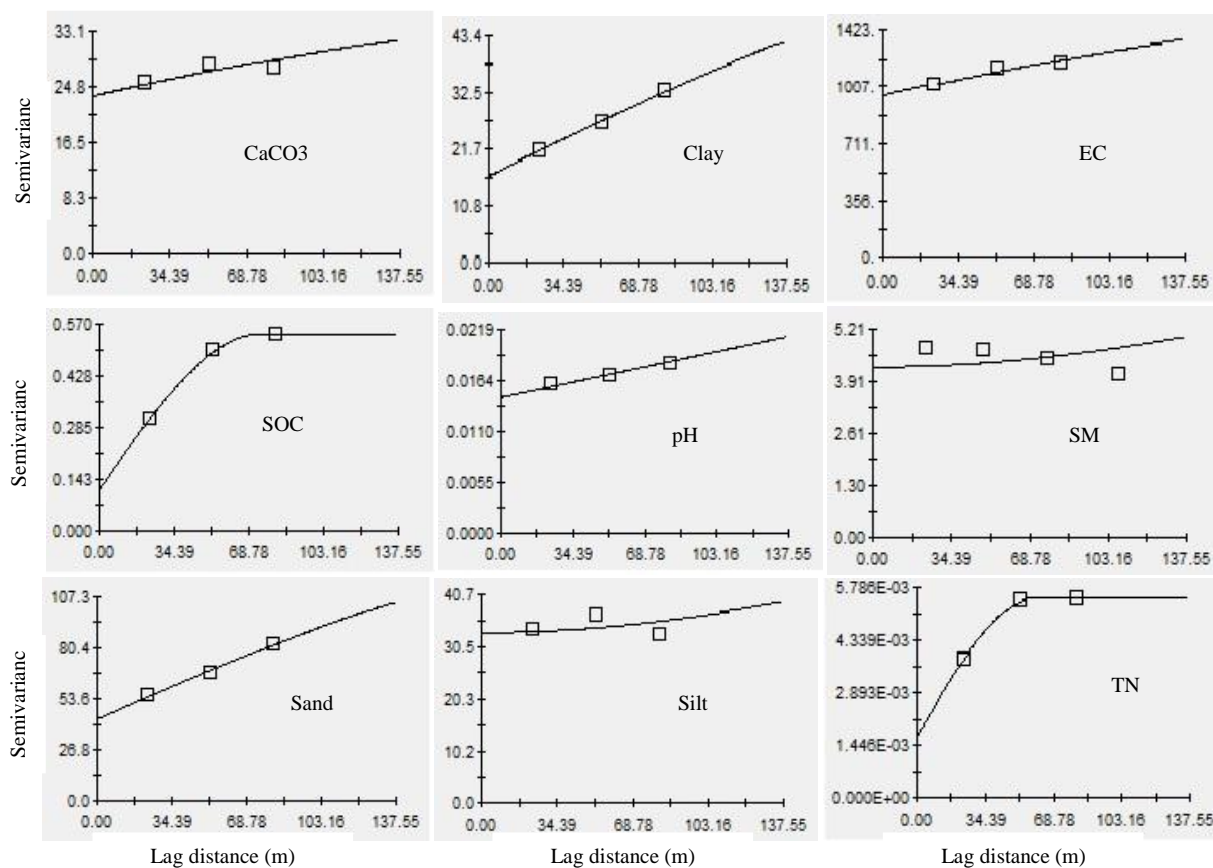 33.1
24.8
16.5
8.3
0.0
Semivarianc
CaCO3
0.00 34.39 68.78 103.16 137.55
43.4
32.5
21.7
10.8
0.0
Clay
0.00 34.39 68.78 103.16 137.55
1423.
1007.
711.
356.
0.
EC
0.00 34.39 68.78 103.16 137.55
0.570
0.428
0.285
0.143
0.000
Semivarianc
SOC
0.00 34.39 68.78 103.16 137.55
0.0219
0.0164
0.0110
0.0055
0.0000
pH
0.00 34.39 68.78 103.16 137.55
5.21
3.91
2.61
1.30
0.00
SM
0.00 34.39 68.78 103.16 137.55
107.3
80.4
53.6
26.8
0.0
Semivarianc
Sand
0.00 34.39 68.78 103.16 137.55
40.7
30.5
20.3
10.2
0.0
Silt
0.00 34.39 68.78 103.16 137.55
5.786E-03
4.339E-03
2.893E-03
1.446E-03
0.000E+00
TN
0.00 34.39 68.78 103.16 137.55
Lag distance (m)
Lag distance (m)